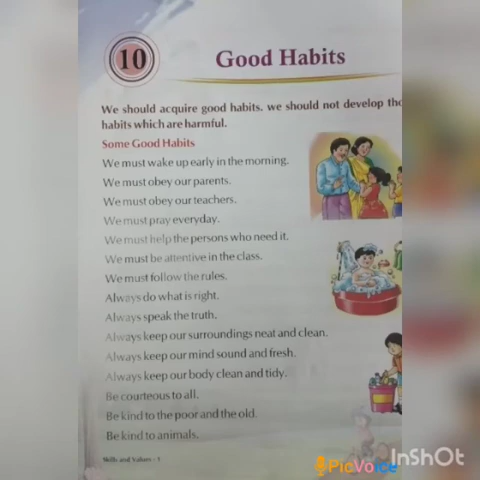 10
Good Habits
We should acquire good habits. we should not develop
habits which are harmful.
Some Good Habits
We must wake up early in the morning.
We must obey our parents.
We must obey our teachers.
We must pray everyday.
We must help the persons who need it.
We must be attentive in the class.
We must follow the rules.
Always do what is right.
Always speak the truth.
Always keep our surroundings neat and clean.
Always keep our mind sound and fresh.
Always keep our body clean and tidy.
Be courteous to all.
Be kind to the poor and the old.
Be kind to animals.
Skills and Values - 1
PicVoice
InShOt